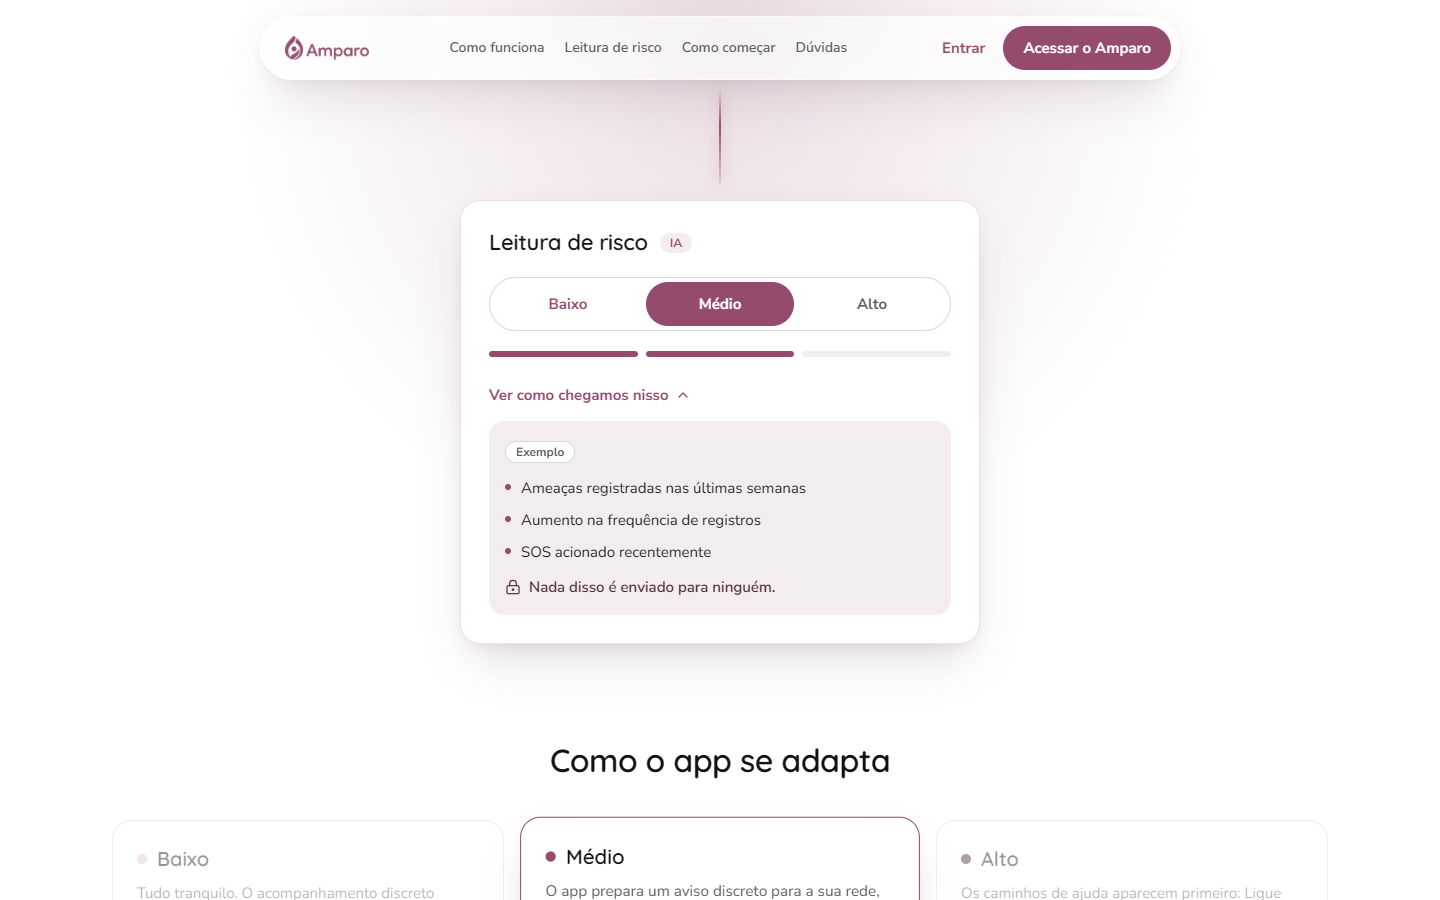 Amparo
Como funciona
Leitura de risco
Como começar
Dúvidas
Entrar
Acessar o Amparo
Leitura de risco
IA
Baixo
Médio
Alto
Ver como chegamos nisso
Exemplo
Ameaças registradas nas últimas semanas
Aumento na frequência de registros
SOS acionado recentemente
Nada disso é enviado para ninguém.
Como o app se adapta
Baixo
Tudo tranquilo. O acompanhamento discreto
Médio
O app prepara um aviso discreto para a sua rede,
Alto
Os caminhos de ajuda aparecem primeiro: Ligue